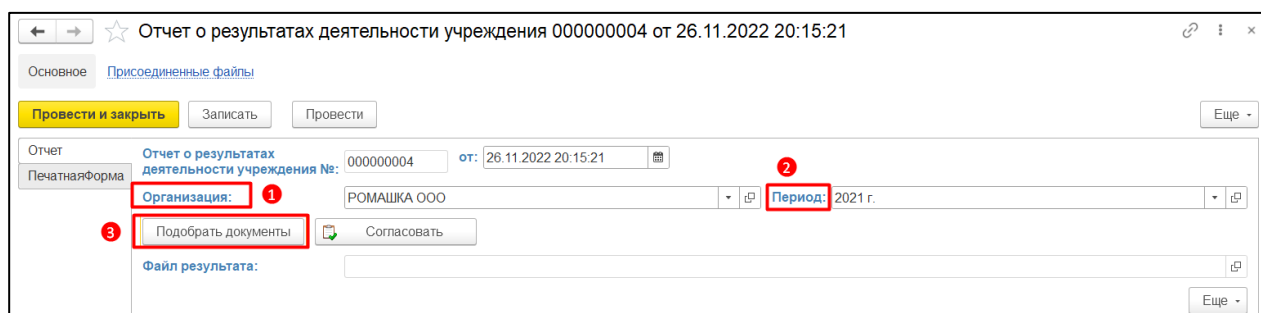 Отчет о результатах деятельности учреждения 000000004 от 26.11.2022 20:15:21
Основное Присоединенные файлы
Провести и закрыть Записать Провести Еще
Отчет
ПечатнаяФорма
Отчет о результатах
деятельности учреждения №: 000000004 от: 26.11.2022 20:15:21
2
Организация: 1 РОМАШКА ООО Период: 2021 г.
3 Подобрать документы Согласовать
Файл результата:
Еще